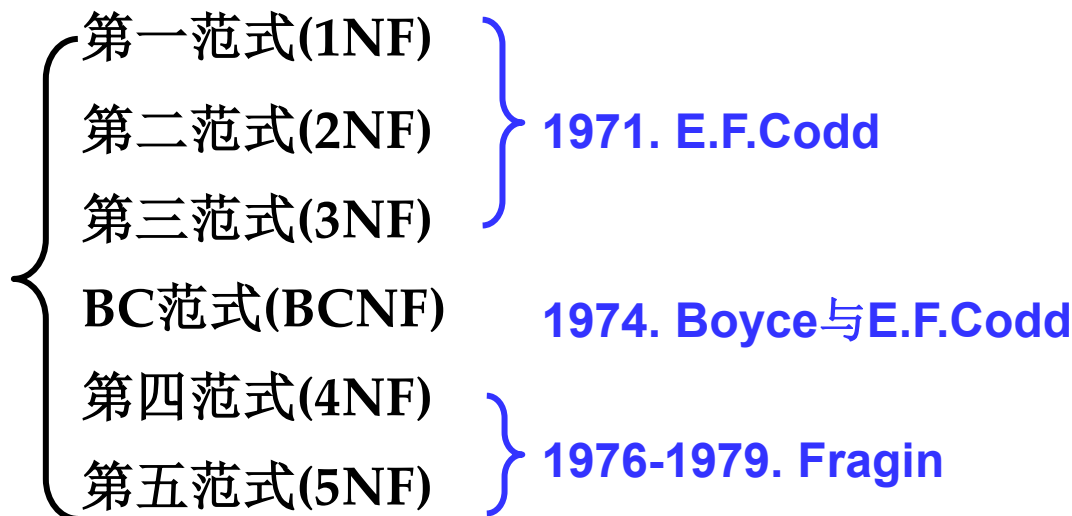 第一范式(1NF)
第二范式(2NF)
1971. E.F.Codd
第三范式(3NF)
BC范式(BCNF)
1974. Boyce与E.F.Codd
第四范式(4NF)
1976-1979. Fragin
第五范式(5NF)